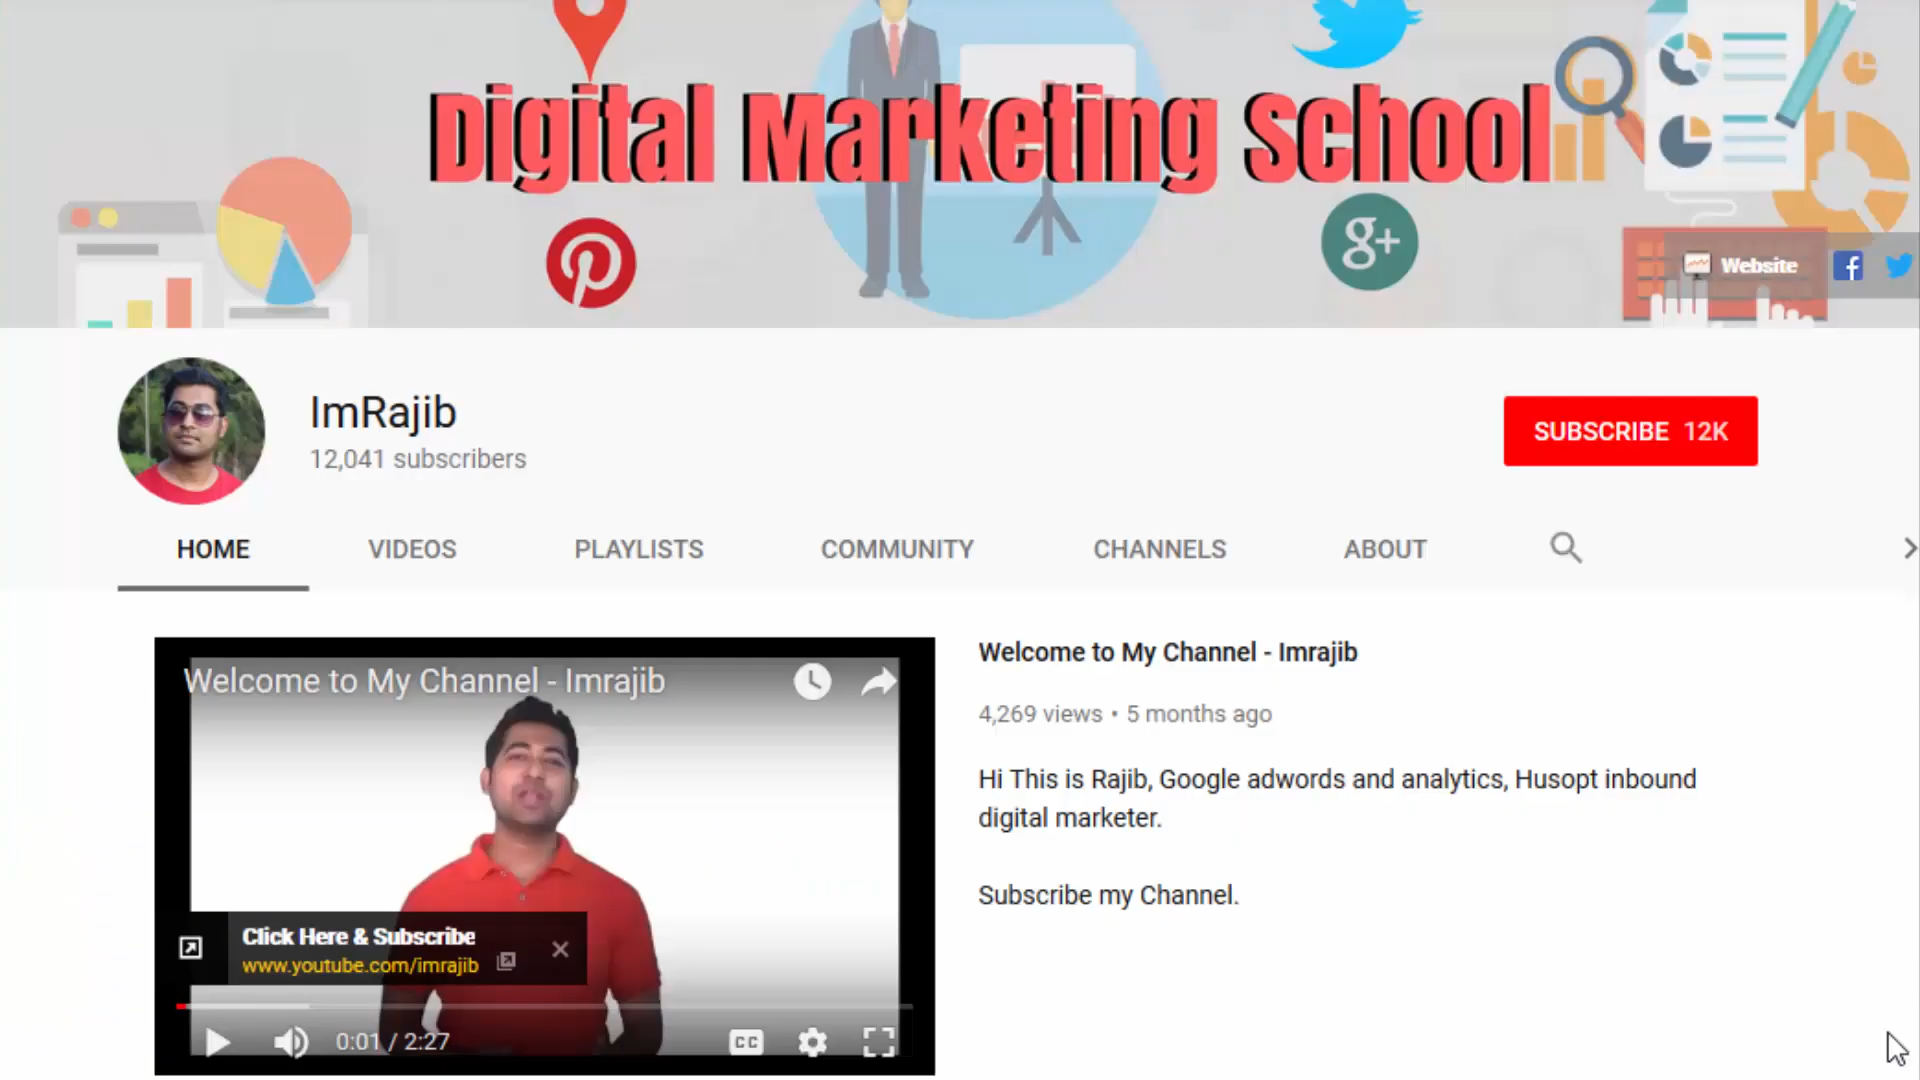 Digital Marketing School
g+
Website
ImRajib
12,041 subscribers
SUBSCRIBE 12K
HOME VIDEOS PLAYLISTS COMMUNITY CHANNELS ABOUT
Welcome to My Channel - Imrajib
Click Here & Subscribe
www.youtube.com/imrajib
0:01 / 2:27
CC
Welcome to My Channel - Imrajib
4,269 views • 5 months ago
Hi This is Rajib, Google adwords and analytics, Husopt inbound
digital marketer.
Subscribe my Channel.